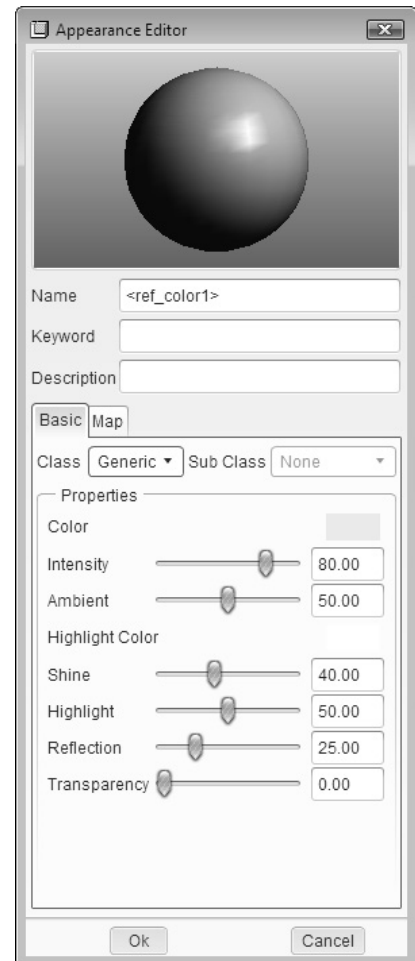 Appearance Editor
Name <ref_color1>
Keyword
Description
Basic Map
Class Generic Sub Class None
Properties
Color
Intensity 80.00
Ambient 50.00
Highlight Color
Shine 40.00
Highlight 50.00
Reflection 25.00
Transparency 0.00
Ok Cancel